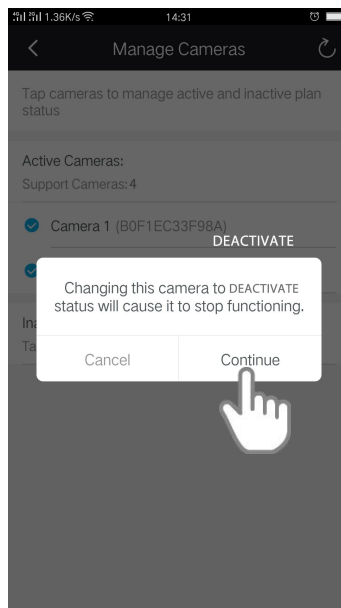 1.36K/s
14:31
Manage Cameras
Tap cameras to manage active and inactive plan
status
Active Cameras:
Support Cameras: 4
Camera 1 (B0F1EC33F98A)
DEACTIVATE
Changing this camera to DEACTIVATE
status will cause it to stop functioning.
Ina
Ta
Cancel
Continue